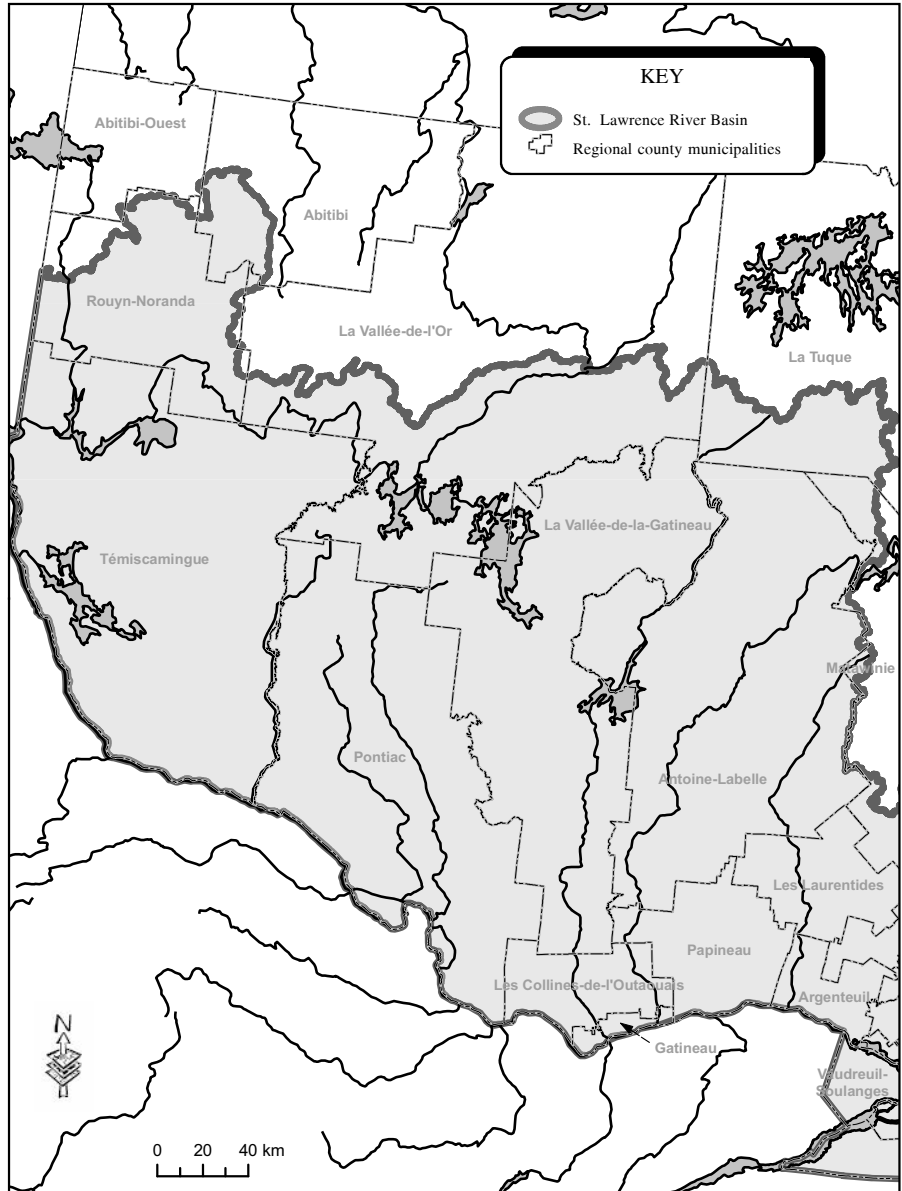 KEY
St. Lawrence River Basin
Regional county municipalities
Abitibi-Ouest
Abitibi
Rouyn-Noranda
La Vallée-de-l'Or
La Tuque
La Vallée-de-la-Gatineau
Témiscamingue
Matawinie
Pontiac
Antoine-Labelle
Les Laurentides
Papineau
Les Collines-de-l'Outaouais
Argenteuil
Gatineau
Vaudreuil-
Soulanges
N
0 20 40 km